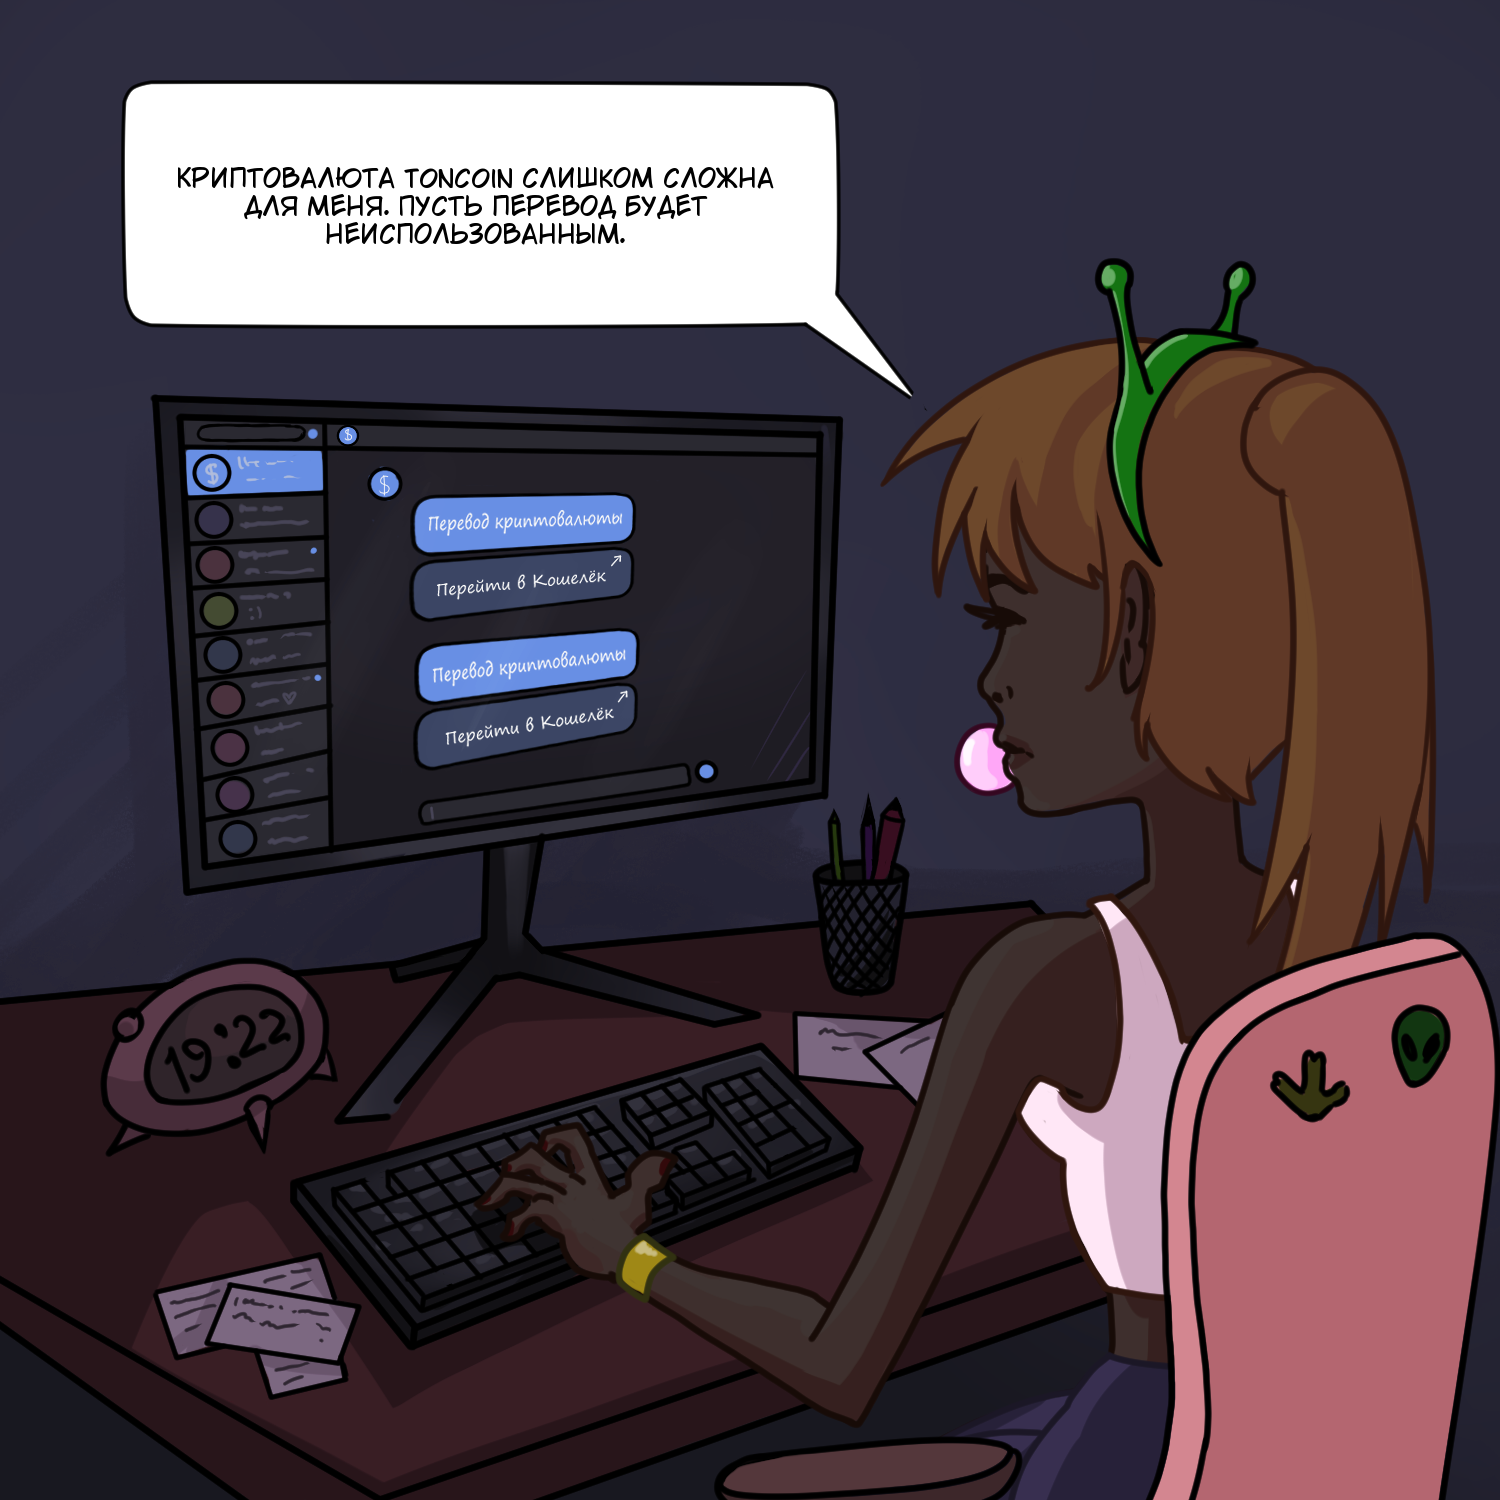 КРИПТОВАЛЮТА TONCOIN СЛИШКОМ СЛОЖНА
ДЛЯ МЕНЯ. ПУСТЬ ПЕРЕВОД БУДЕТ
НЕИСПОЛЬЗОВАННЫМ.
$
$
$
Перевод криптовалюты
Перейти в Кошелёк
:)
Перевод криптовалюты
Перейти в Кошелёк
19:22